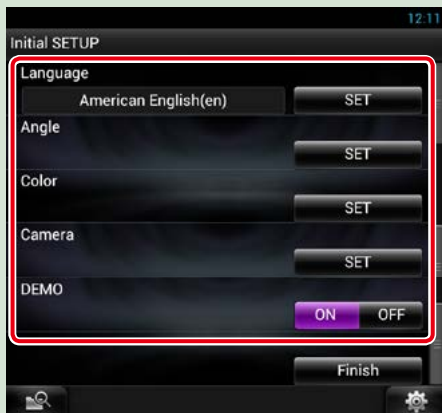 12:11
Initial SETUP
Language
American English(en) SET
Angle
SET
Color
SET
Camera
SET
DEMO
ON OFF
Finish